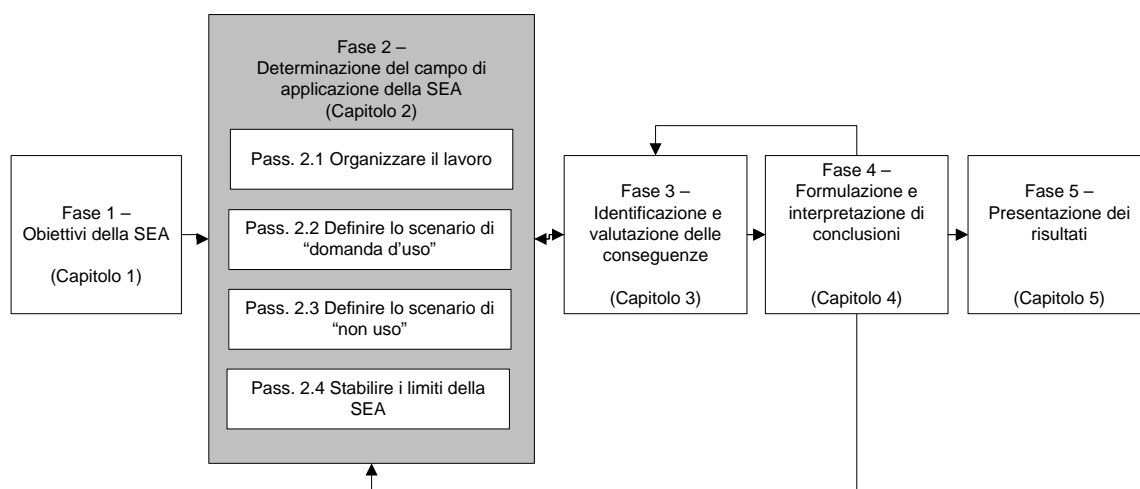 Fase 1 –
Obiettivi della SEA
(Capitolo 1)
Fase 2 –
Determinazione del campo di
applicazione della SEA
(Capitolo 2)
Pass. 2.1 Organizzare il lavoro
Pass. 2.2 Definire lo scenario di
“domanda d’uso”
Pass. 2.3 Definire lo scenario di
“non uso”
Pass. 2.4 Stabilire i limiti della
SEA
Fase 3 –
Identificazione e
valutazione delle
conseguenze
(Capitolo 3)
Fase 4 –
Formulazione e
interpretazione di
conclusioni
(Capitolo 4)
Fase 5 –
Presentazione dei
risultati
(Capitolo 5)